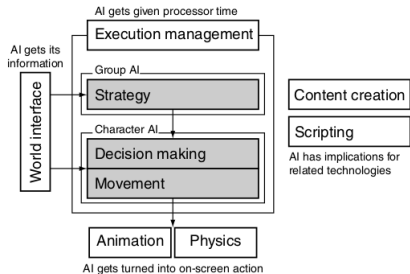 AI gets given processor time
Execution management
AI gets its
information
World interface
Group AI
Strategy
Character AI
Decision making
Movement
Animation
Physics
AI gets turned into on-screen action
Content creation
Scripting
AI has implications for
related technologies